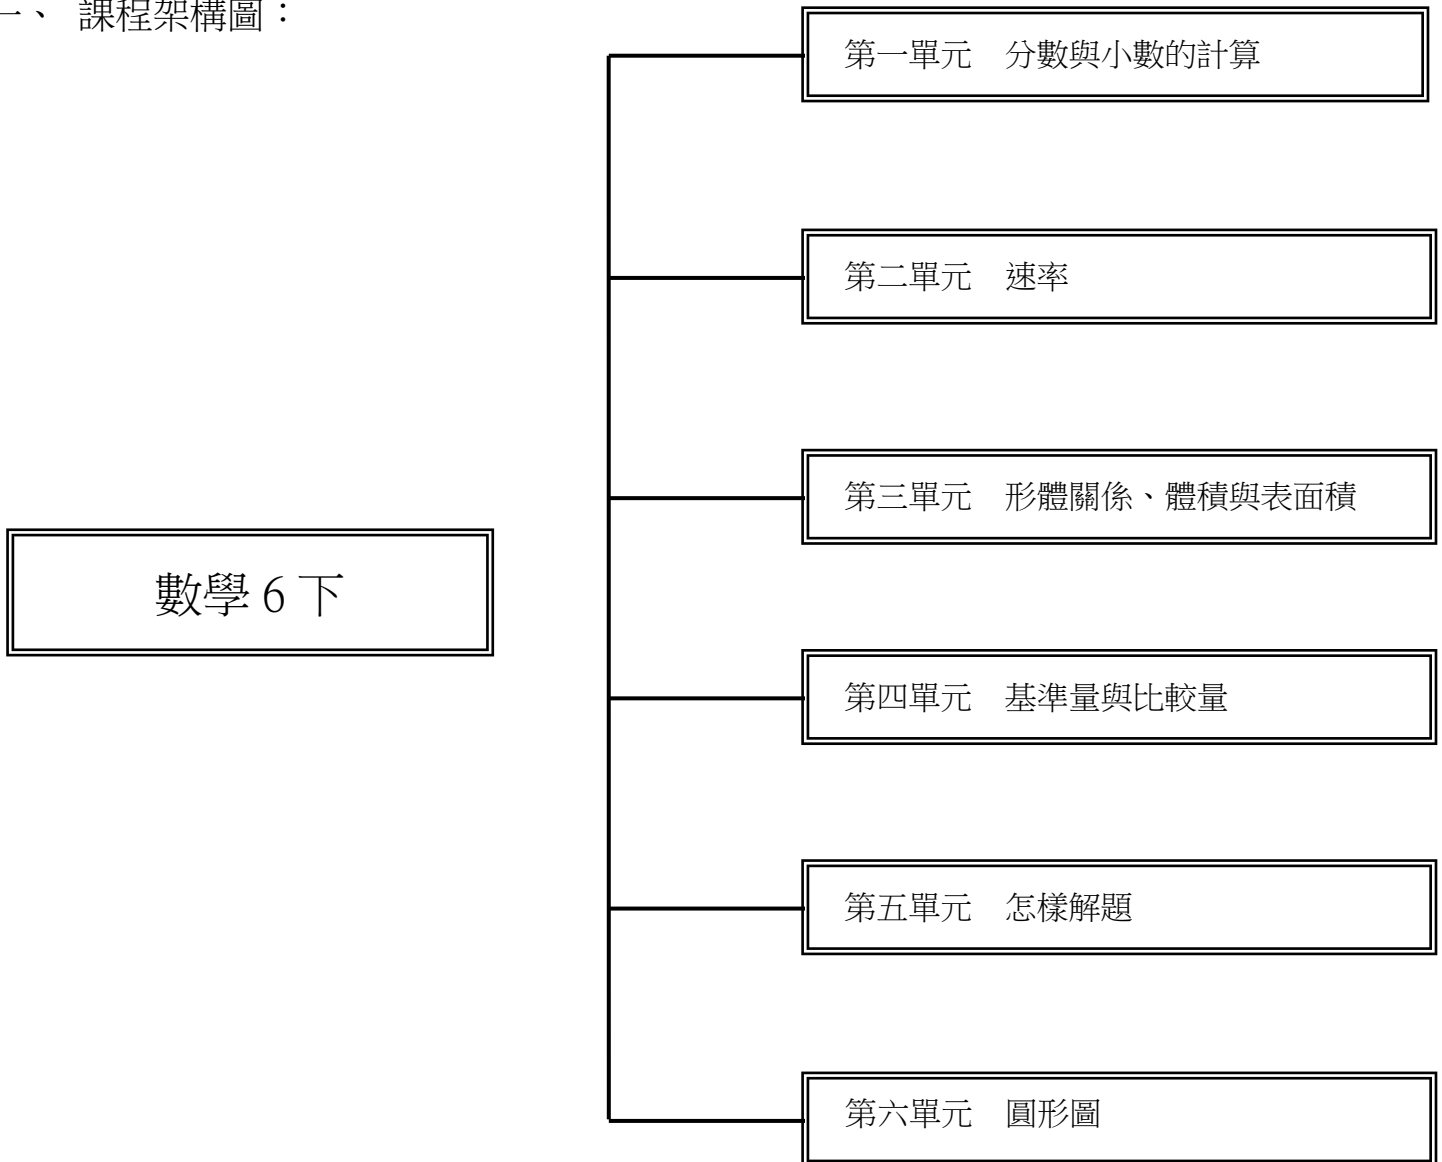 一、 課程架構圖：
第一單元　分數與小數的計算
第二單元　速率
第三單元　形體關係、體積與表面積
數學 6 下
第四單元　基準量與比較量
第五單元　怎樣解題
第六單元　圓形圖